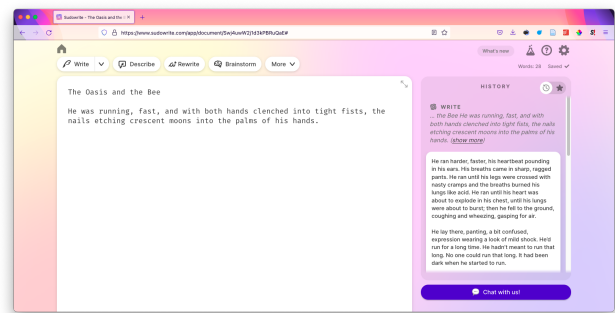 Sudowrite - The Oasis and the
https://www.sudowrite.com/app/document/
What's new
Write
Describe
Rewrite
Brainstorm
More
Words: 28 Saved
The Oasis and the Bee
He was running, fast, and with both hands clenched into tight fists, the
nails etching crescent moons into the palms of his hands.
HISTORY
WRITE
... the Bee He was running, fast, and with
both hands clenched into tight fists, the nails
etching crescent moons into the palms of his
hands. (show more)
He ran harder, faster, his heartbeat pounding
in his ears. His breaths came in sharp, ragged
pants. He ran until his legs were crossed with
nasty cramps and the breaths burned his
lungs like acid. He ran until his heart was
about to explode in his chest, until his lungs
were about to burst; then he fell to the ground,
coughing and wheezing, gasping for air.
He lay there, panting, a bit confused,
expression wearing a look of mild shock. He'd
run for a long time. He hadn't meant to run that
long. No one could run that long. It had been
dark when he started to run.
Chat with us!